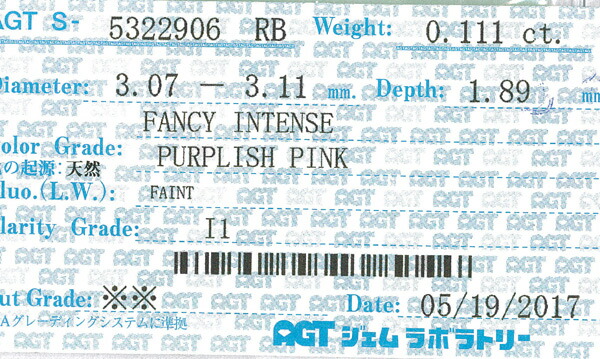 AGT S- 5322906 RB Weight: 0.111 ct.
Diameter: 3.07 － 3.11 mm. Depth: 1.89 mm
FANCY INTENSE
Color Grade: PURPLISH PINK
の起源:天然
Fluo.(L.W.): FAINT
Clarity Grade: I1
Cut Grade: ※※ Date: 05/19/2017
Aグレーディングシステムに準拠
AGT ジェムラボラトリー